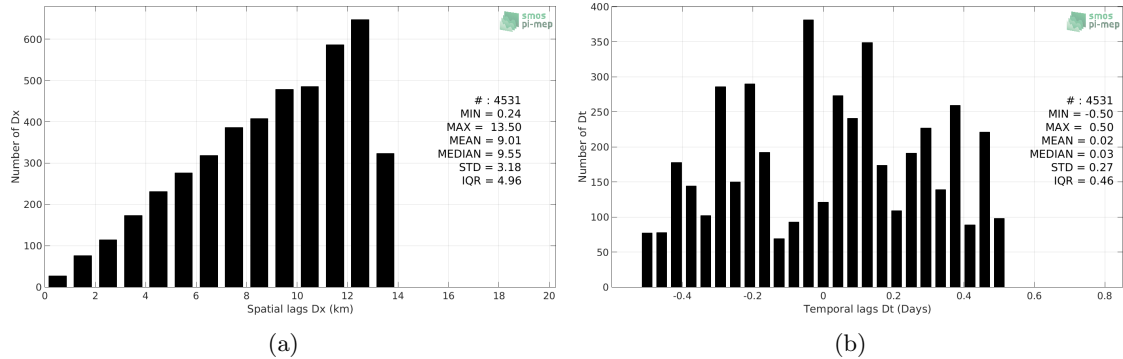 smos
pi-mep
600
500
400
300
200
100
0
Number of Dx
# : 4531
MIN = 0.24
MAX = 13.50
MEAN = 9.01
MEDIAN = 9.55
STD = 3.18
IQR = 4.96
0 2 4 6 8 10 12 14 16 18 20
Spatial lags Dx (km)
(a)
smos
pi-mep
400
350
300
250
200
150
100
50
0
Number of Dt
# : 4531
MIN = -0.50
MAX = 0.50
MEAN = 0.02
MEDIAN = 0.03
STD = 0.27
IQR = 0.46
-0.4 -0.2 0 0.2 0.4 0.6 0.8
Temporal lags Dt (Days)
(b)